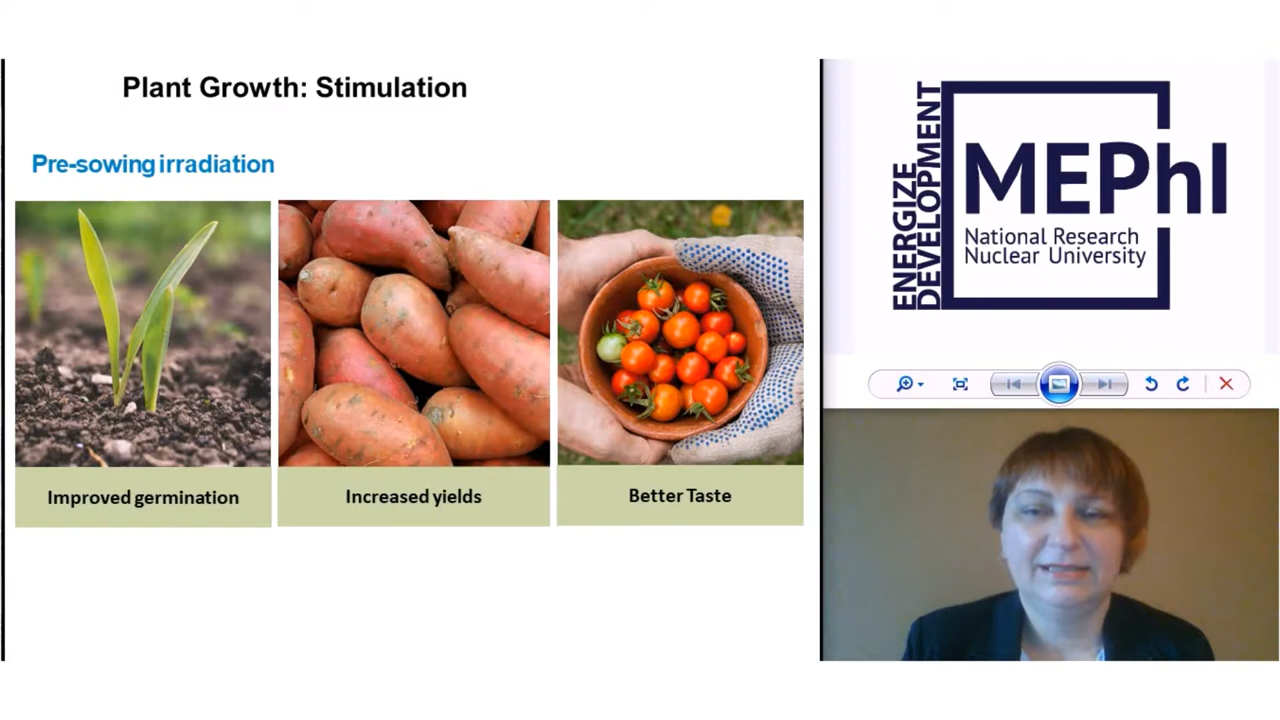 Plant Growth: Stimulation
Pre-sowing irradiation
Improved germination
Increased yields
Better Taste
ENERGIZE
DEVELOPMENT
MEPhI
National Research
Nuclear University